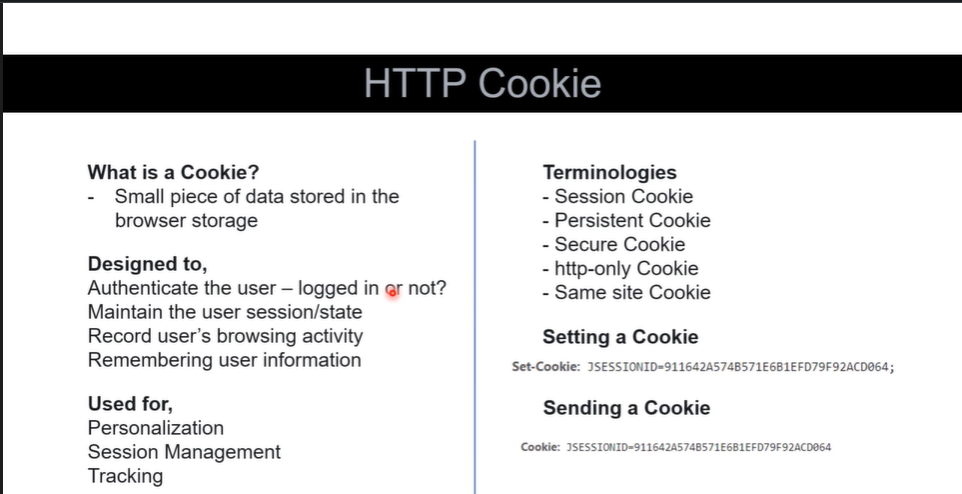 HTTP Cookie
What is a Cookie?
- Small piece of data stored in the
browser storage
Designed to,
Authenticate the user – logged in or not?
Maintain the user session/state
Record user's browsing activity
Remembering user information
Used for,
Personalization
Session Management
Tracking
Terminologies
- Session Cookie
- Persistent Cookie
- Secure Cookie
- http-only Cookie
- Same site Cookie
Setting a Cookie
Set-Cookie: JSESSIONID=911642A574B571E6B1EFD79F92ACD064;
Sending a Cookie
Cookie: JSESSIONID=911642A574B571E6B1EFD79F92ACD064